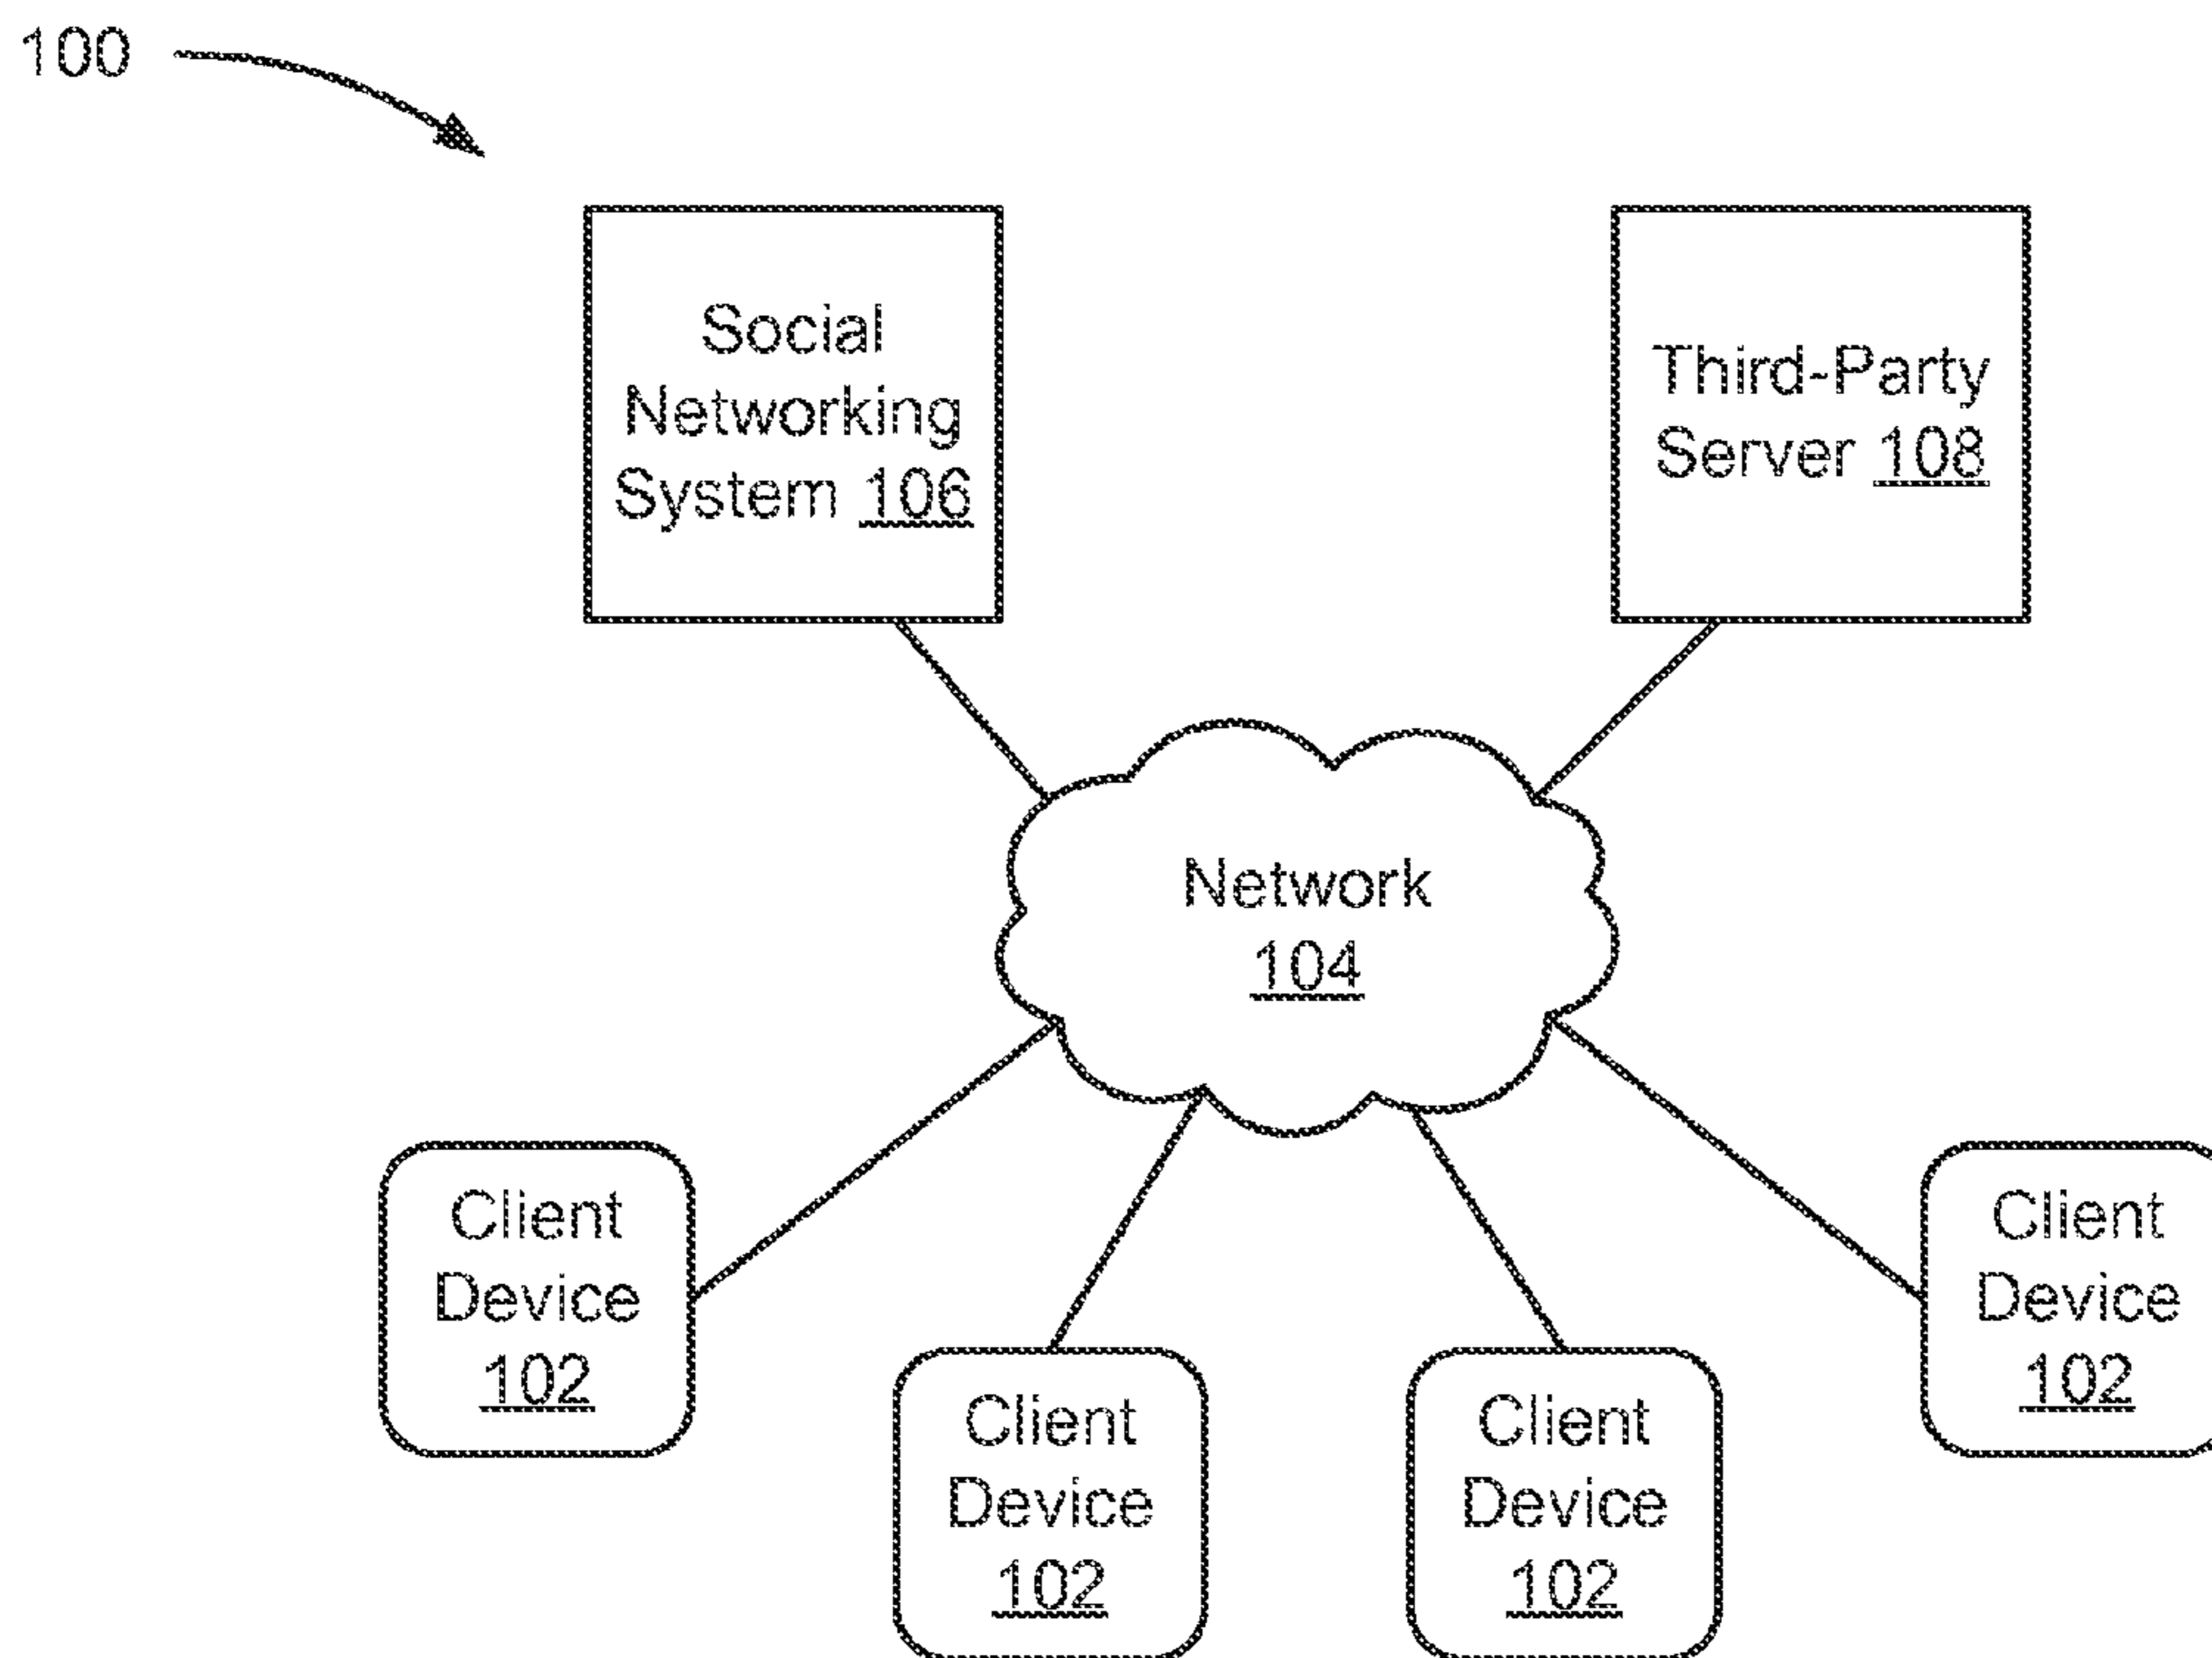 100
Social
Networking
System 106
Third-Party
Server 108
Network
104
Client
Device
102
Client
Device
102
Client
Device
102
Client
Device
102